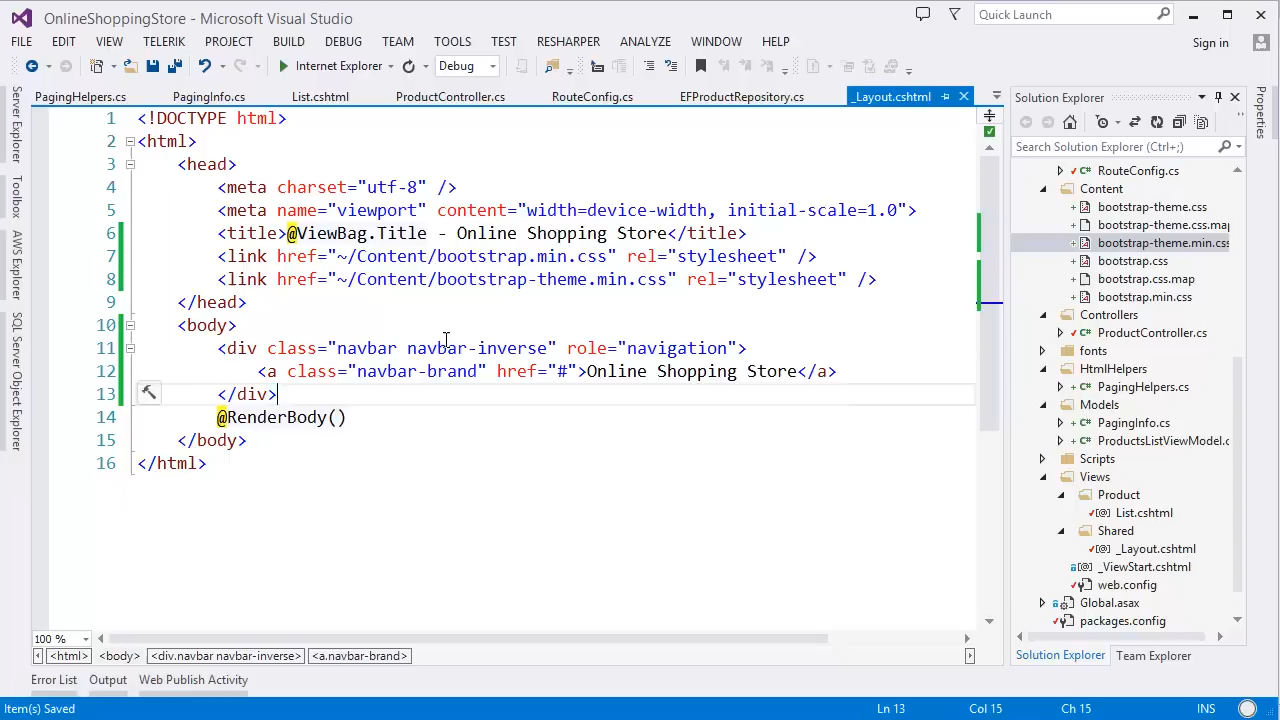 OnlineShoppingStore - Microsoft Visual Studio
Quick Launch
FILE EDIT VIEW TELERIK PROJECT BUILD DEBUG TEAM TOOLS TEST RESHARPER ANALYZE WINDOW HELP
Sign in
Internet Explorer Debug
PagingHelpers.cs PagingInfo.cs List.cshtml ProductController.cs RouteConfig.cs EFProductRepository.cs _Layout.cshtml
Server Explorer
Toolbox
AWS Explorer
SQL Server Object Explorer
1 <!DOCTYPE html>
2 <html>
3 <head>
4 <meta charset="utf-8" />
5 <meta name="viewport" content="width=device-width, initial-scale=1.0">
6 <title>@ViewBag.Title - Online Shopping Store</title>
7 <link href="~/Content/bootstrap.min.css" rel="stylesheet" />
8 <link href="~/Content/bootstrap-theme.min.css" rel="stylesheet" />
9 </head>
10 <body>
11 <div class="navbar navbar-inverse" role="navigation">
12 <a class="navbar-brand" href="#">Online Shopping Store</a>
13 </div>
14 @RenderBody()
15 </body>
16 </html>
100 %
<html> <body> <div.navbar navbar-inverse> <a.navbar-brand>
Error List Output Web Publish Activity
Solution Explorer
Search Solution Explorer (Ctrl+;)
C# RouteConfig.cs
Content
bootstrap-theme.css
bootstrap-theme.css.map
bootstrap-theme.min.css
bootstrap.css
bootstrap.css.map
bootstrap.min.css
Controllers
C# ProductController.cs
fonts
HtmlHelpers
C# PagingHelpers.cs
Models
C# PagingInfo.cs
C# ProductsListViewModel.c
Scripts
Views
Product
[@] List.cshtml
Shared
[@] _Layout.cshtml
[@] _ViewStart.cshtml
web.config
Global.asax
packages.config
Solution Explorer Team Explorer
Properties
Item(s) Saved Ln 13 Col 15 Ch 15 INS